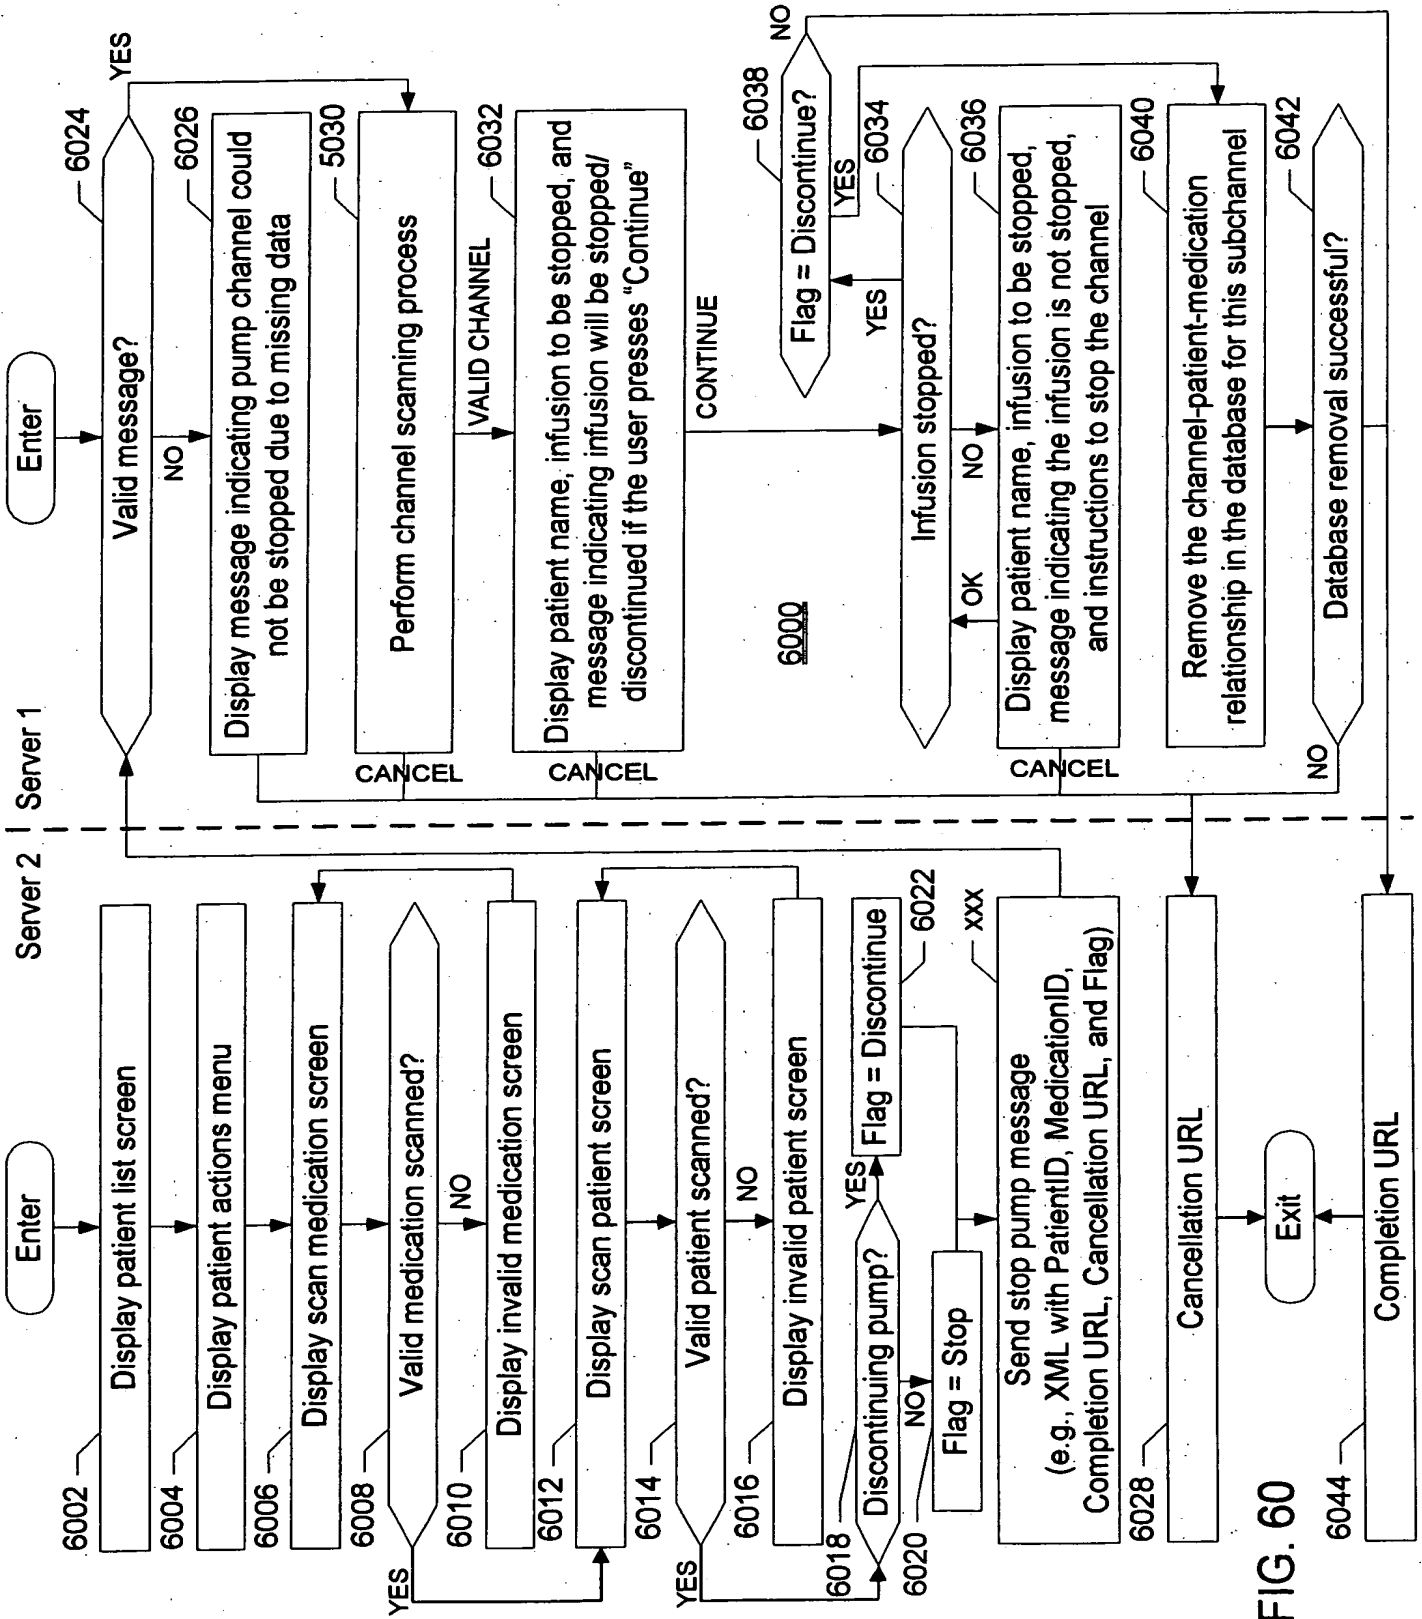 Server 2
Enter
6002
Display patient list screen
6004
Display patient actions menu
6006
Display scan medication screen
6008
Valid medication scanned?
YES
NO
6010
Display invalid medication screen
6012
Display scan patient screen
6014
Valid patient scanned?
YES
NO
6016
Display invalid patient screen
6018
Discontinuing pump?
YES
Flag = Discontinue
6022
NO
6020
Flag = Stop
XXX
Send stop pump message
(e.g., XML with PatientID, MedicationID,
Completion URL, Cancellation URL, and Flag)
6028
Cancellation URL
Exit
6044
Completion URL
FIG. 60
Server 1
Enter
6024
Valid message?
YES
NO
6026
Display message indicating pump channel could
not be stopped due to missing data
5030
Perform channel scanning process
CANCEL
VALID CHANNEL
6032
Display patient name, infusion to be stopped, and
message indicating infusion will be stopped/
discontinued if the user presses “Continue”
CANCEL
CONTINUE
6000
6038
Flag = Discontinue?
NO
YES
YES
6034
Infusion stopped?
NO
OK
6036
Display patient name, infusion to be stopped,
message indicating the infusion is not stopped,
and instructions to stop the channel
CANCEL
6040
Remove the channel-patient-medication
relationship in the database for this subchannel
6042
Database removal successful?
NO